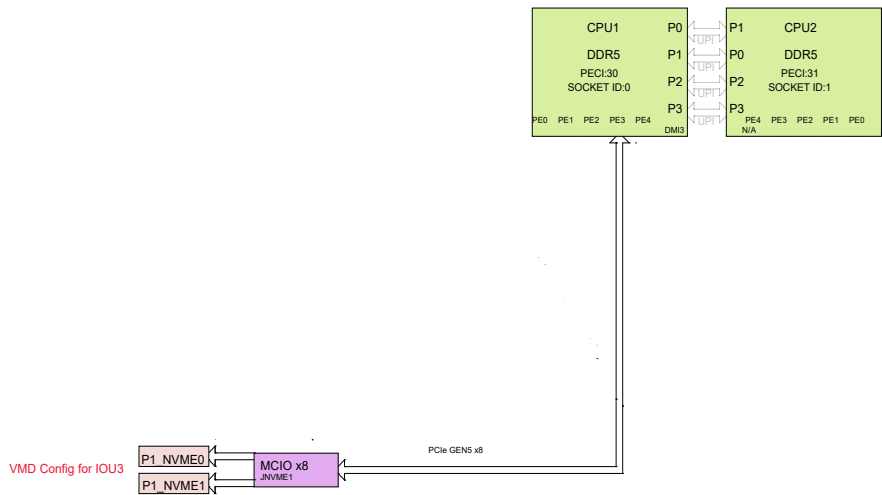 CPU1
P0
P1
CPU2
UPI
DDR5
P1
P0
DDR5
UPI
PECI:30
SOCKET ID:0
P2
P2
PECI:31
SOCKET ID:1
UPI
P3
P3
PE0 PE1 PE2 PE3 PE4
UPI
PE4 PE3 PE2 PE1 PE0
DMI3
N/A
PCIe GEN5 x8
P1_NVME0
VMD Config for IOU3
MCIO x8
JNVME1
P1_NVME1